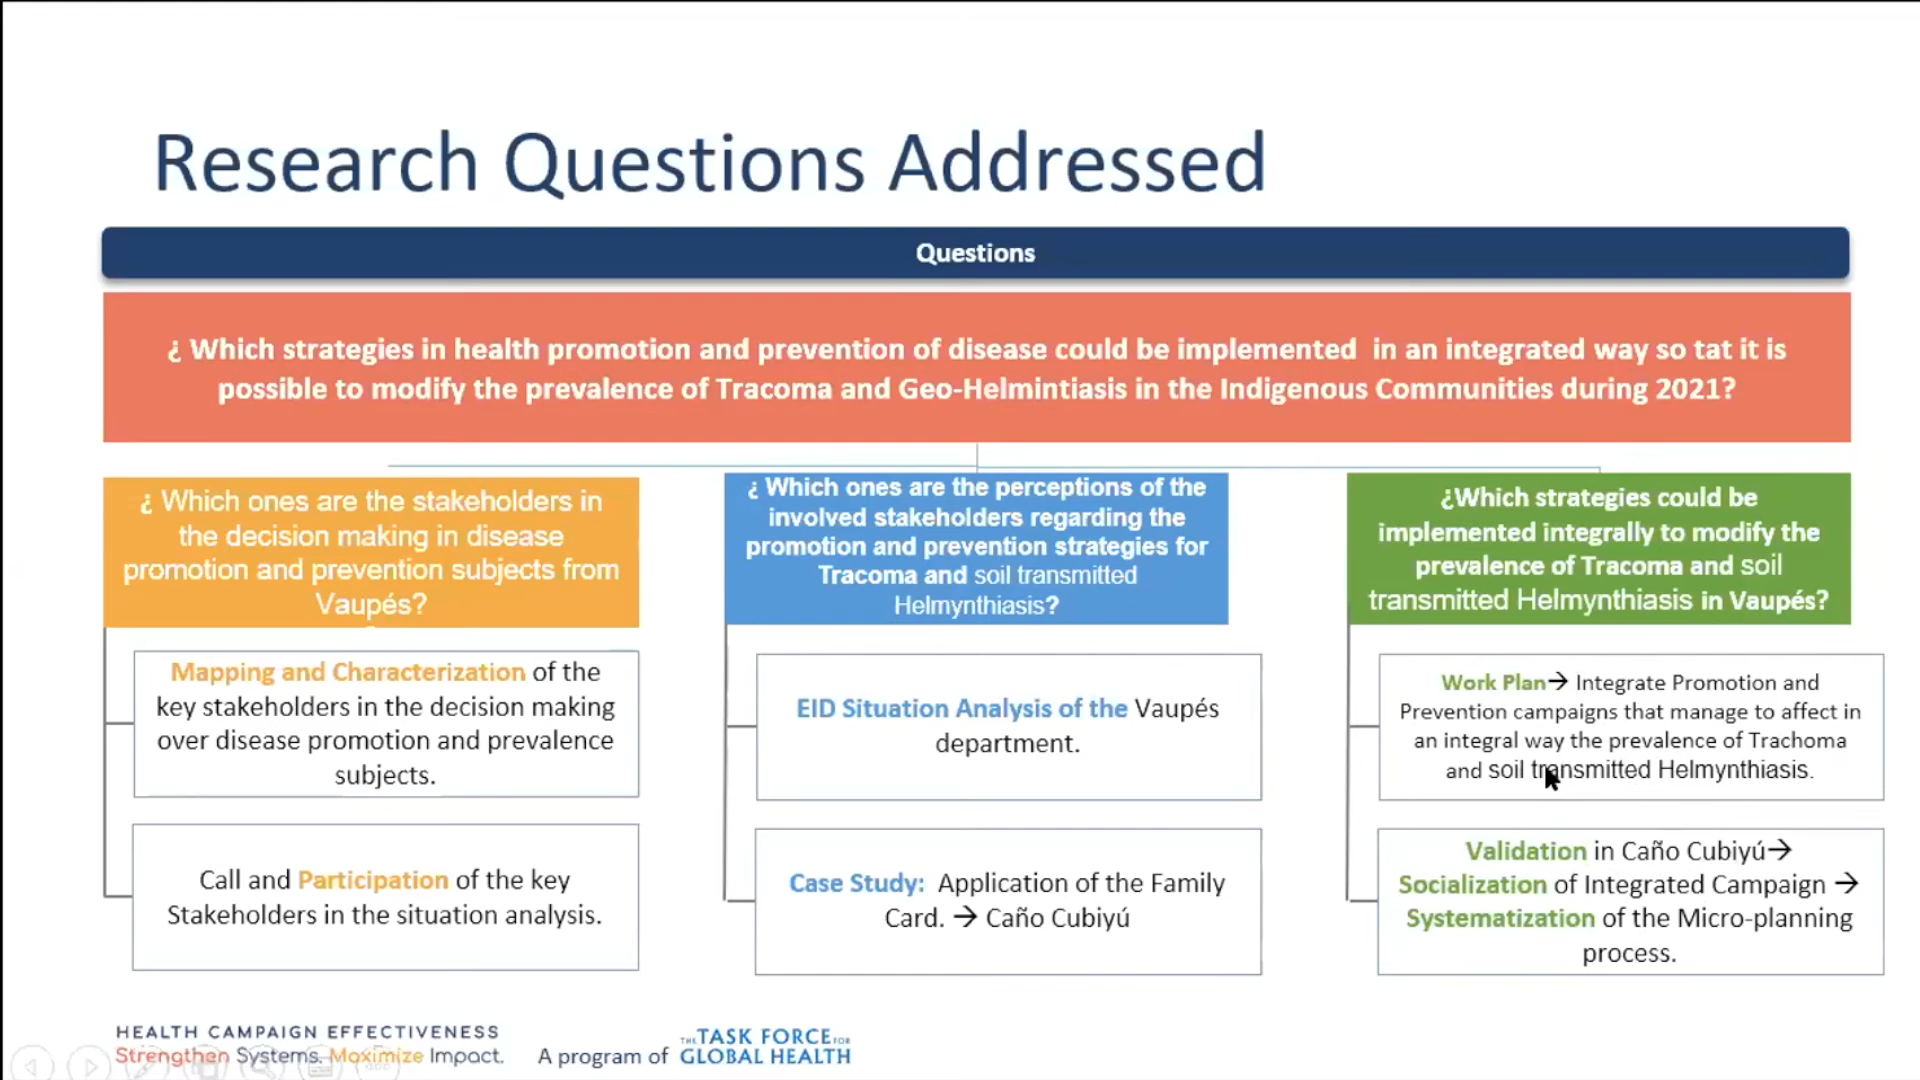 Research Questions Addressed
Questions
¿ Which strategies in health promotion and prevention of disease could be implemented in an integrated way so tat it is
possible to modify the prevalence of Tracoma and Geo-Helmintiasis in the Indigenous Communities during 2021?
¿ Which ones are the stakeholders in
the decision making in disease
promotion and prevention subjects from
Vaupés?
Mapping and Characterization of the
key stakeholders in the decision making
over disease promotion and prevalence
subjects.
Call and Participation of the key
Stakeholders in the situation analysis.
¿ Which ones are the perceptions of the
involved stakeholders regarding the
promotion and prevention strategies for
Tracoma and soil transmitted
Helmynthiasis?
EID Situation Analysis of the Vaupés
department.
Case Study: Application of the Family
Card. → Caño Cubiyú
¿Which strategies could be
implemented integrally to modify the
prevalence of Tracoma and soil
transmitted Helmynthiasis in Vaupés?
Work Plan→ Integrate Promotion and
Prevention campaigns that manage to affect in
an integral way the prevalence of Trachoma
and soil transmitted Helmynthiasis.
Validation in Caño Cubiyú→
Socialization of Integrated Campaign →
Systematization of the Micro-planning
process.
HEALTH CAMPAIGN EFFECTIVENESS
Strengthen Systems. Maximize Impact.
A program of
THE TASK FORCE FOR
GLOBAL HEALTH